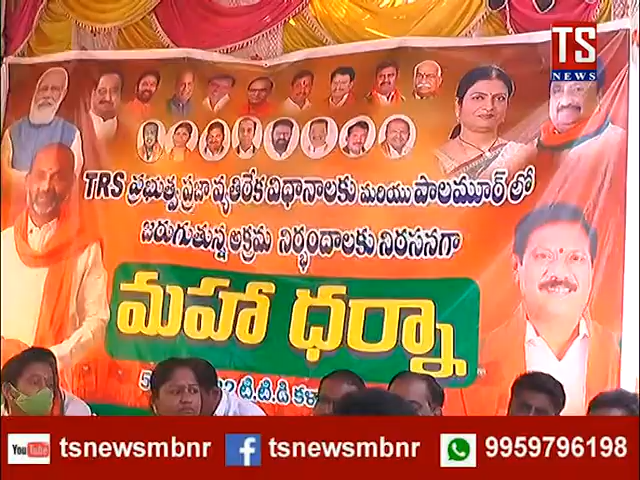 TS
NEWS
TRS ప్రభుత్వ ప్రజా వ్యతిరేక విధానాలకు మరియు పాలమూర్ లో
జరుగుతున్న అక్రమ నిర్భందాలకు నిరసనగా
మహా ధర్నా
టి.టి.డి
YouTube tsnewsmbnr f tsnewsmbnr 9959796198